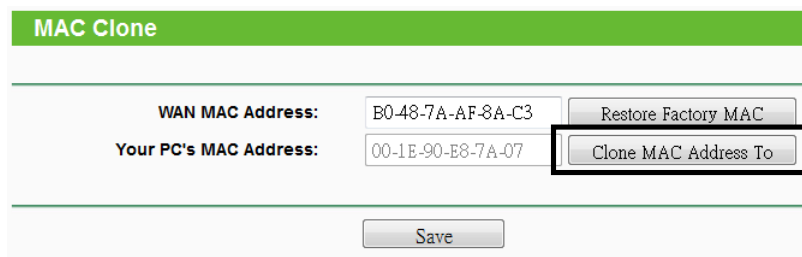 MAC Clone
WAN MAC Address: B0-48-7A-AF-8A-C3 Restore Factory MAC
Your PC's MAC Address: 00-1E-90-E8-7A-07 Clone MAC Address To
Save